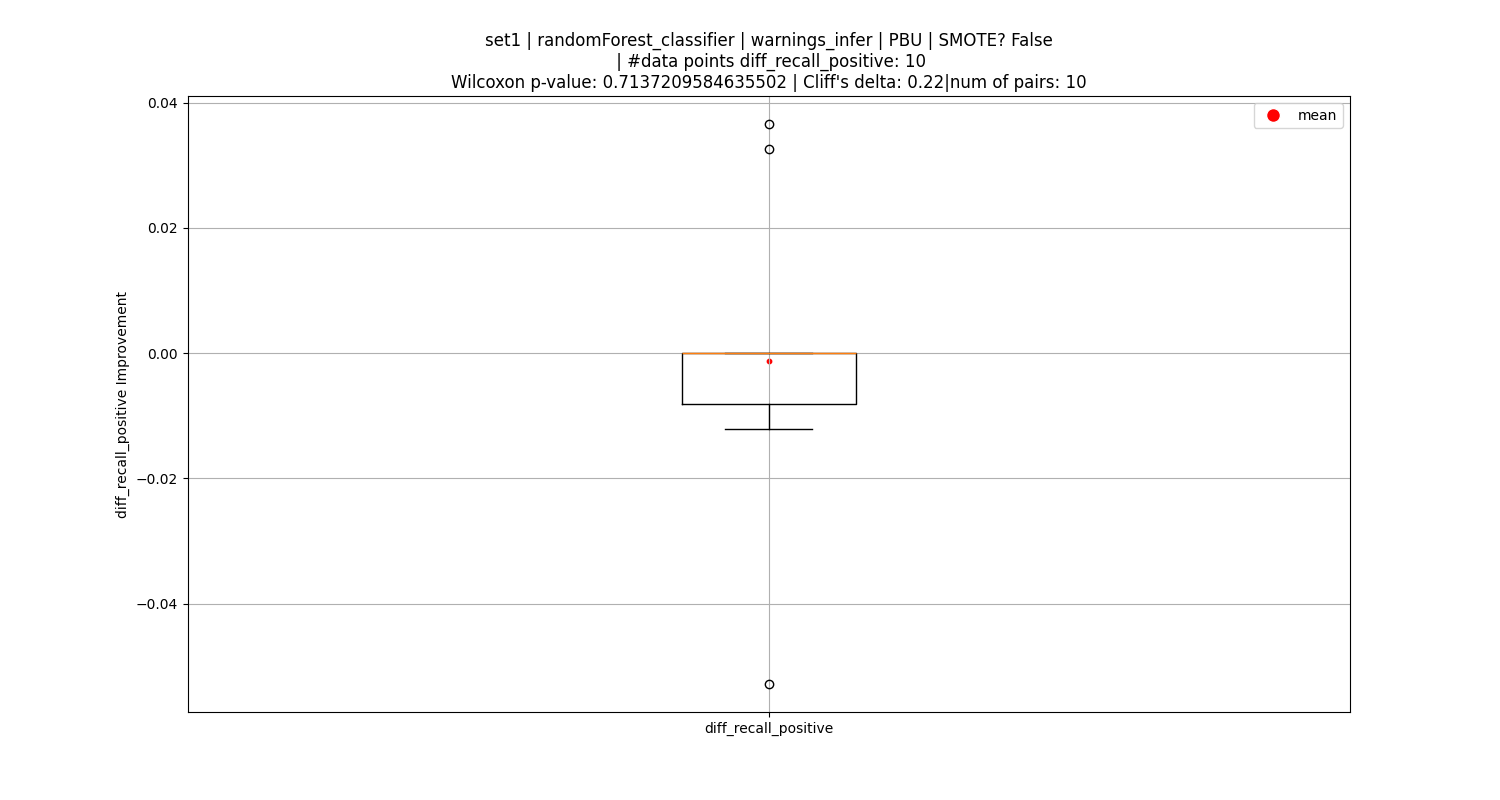 set1 | randomForest_classifier | warnings_infer | PBU | SMOTE? False
| #data points diff_recall_positive: 10
Wilcoxon p-value: 0.7137209584635502 | Cliff's delta: 0.22|num of pairs: 10
mean
0.04
0.02
0.00
−0.02
−0.04
diff_recall_positive Improvement
diff_recall_positive